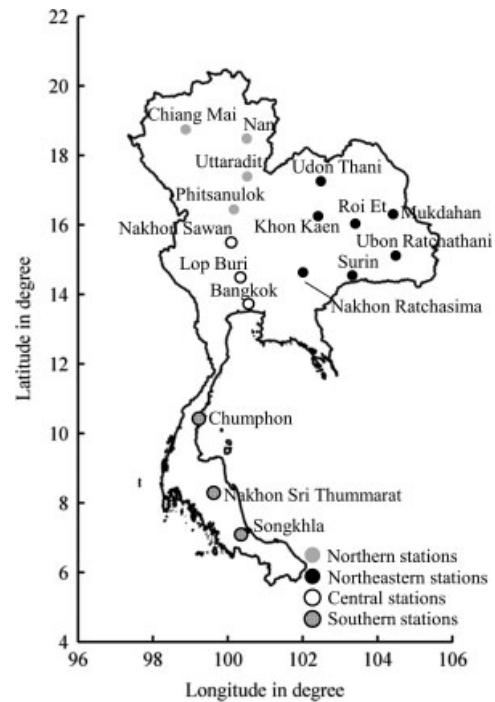 22
20
18
16
14
12
10
8
6
4
Latitude in degree
Chiang Mai
Nan
Uttaradit
Udon Thani
Phitsanulok
Roi Et
Mukdahan
Khon Kaen
Nakhon Sawan
Ubon Ratchathani
Lop Buri
Surin
Bangkok
Nakhon Ratchasima
Chumphon
Nakhon Sri Thummarat
Songkhla
Northern stations
Northeastern stations
Central stations
Southern stations
96 98 100 102 104 106
Longitude in degree